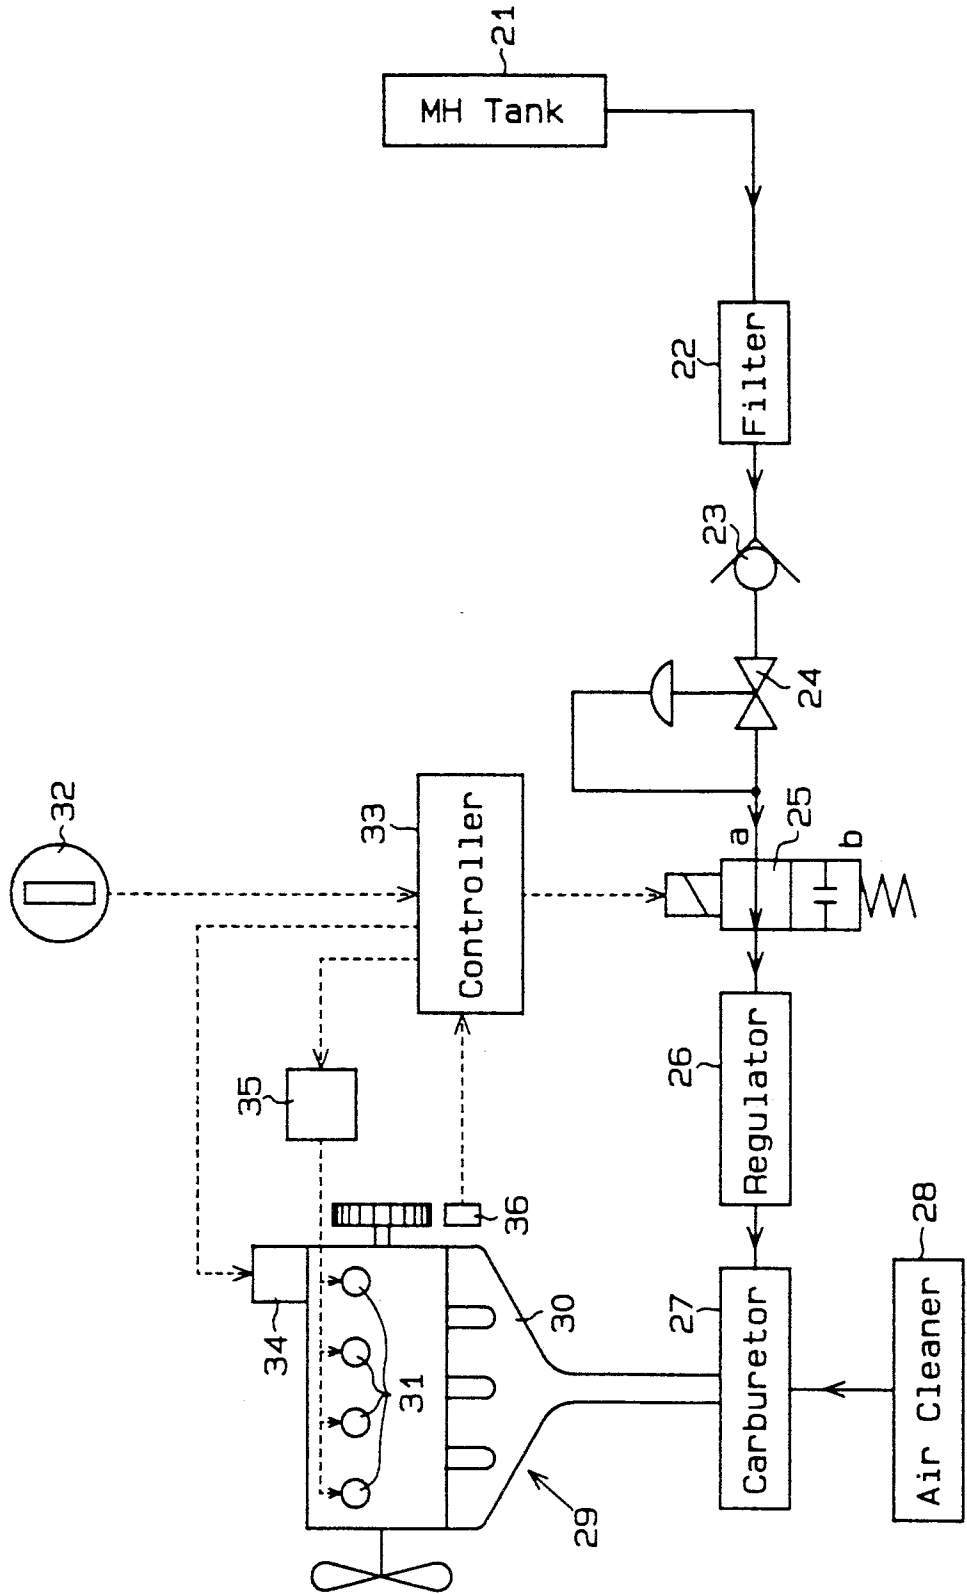 21
MH Tank
22
Filter
23
24
25
a
b
32
33
Controller
26
Regulator
35
36
34
31
30
27
Carburetor
28
Air Cleaner
29